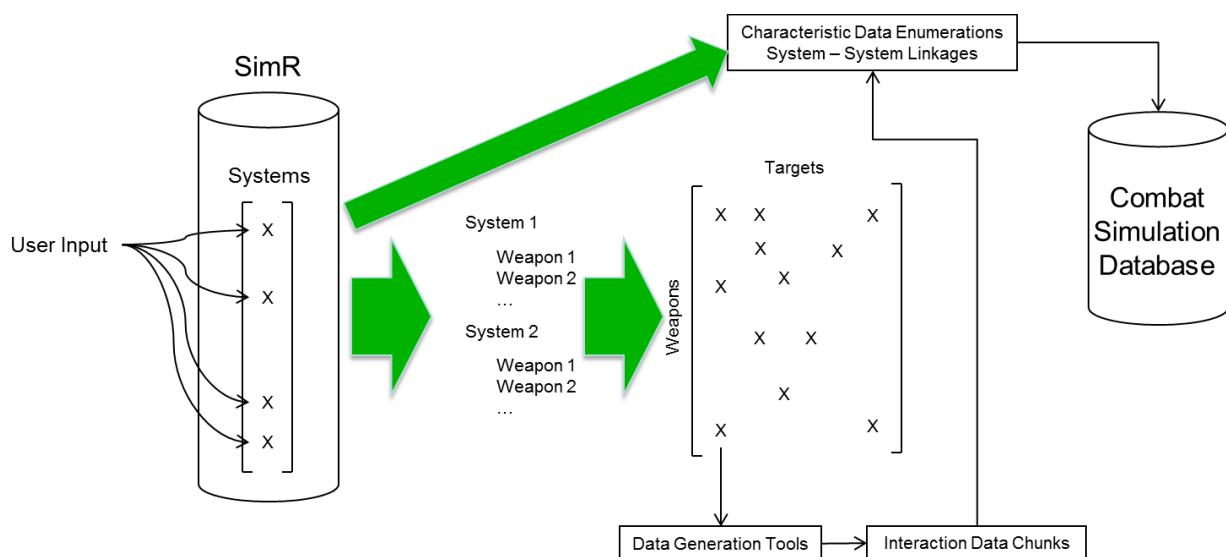 Characteristic Data Enumerations
System – System Linkages
SimR
Systems
X
X
X
X
User Input
System 1
Weapon 1
Weapon 2
...
System 2
Weapon 1
Weapon 2
...
Targets
Weapons
X X X
X X
X X
X X
X
X X
Data Generation Tools
Interaction Data Chunks
Combat
Simulation
Database